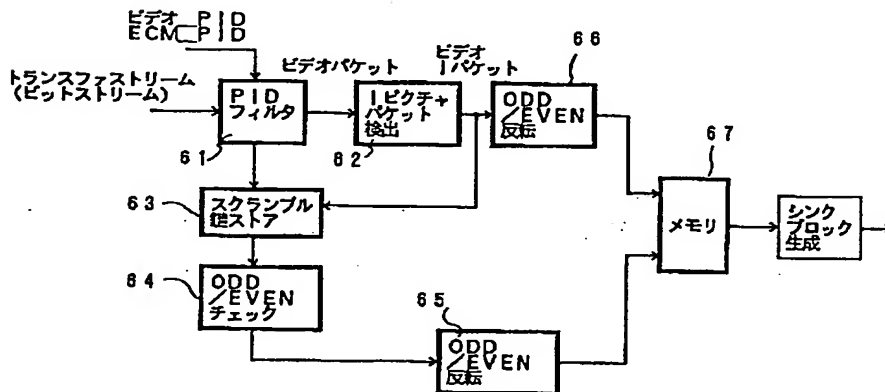 ビデオ_PID
ECM_PID
トランスファストリーム
(ビットストリーム)
PID
フィルタ
61
ビデオパケット
Iピクチャ
パケット
検出
62
ビデオ
Iパケット
66
ODD
/EVEN
反転
67
メモリ
シンク
ブロック
生成
63
スクランブル
鍵ストア
64
ODD
/EVEN
チェック
65
ODD
/EVEN
反転